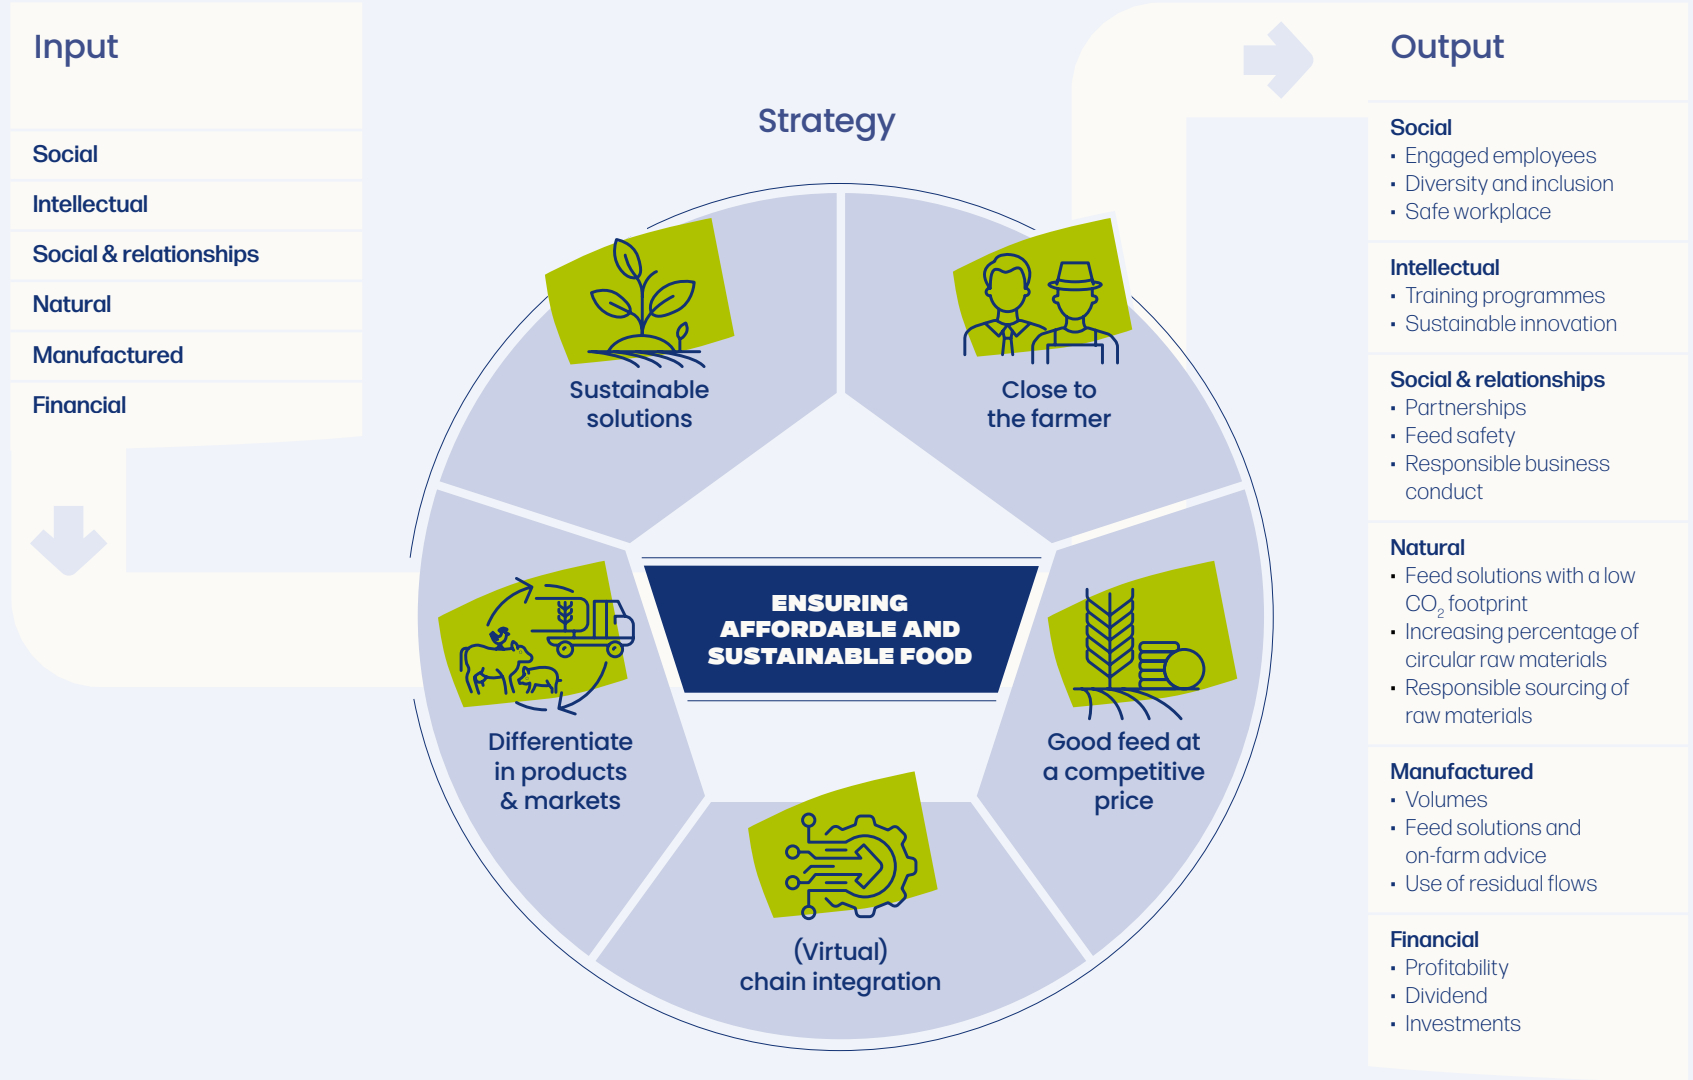 Input
Social
Intellectual
Social & relationships
Natural
Manufactured
Financial
Strategy
Sustainable
solutions
Close to
the farmer
ENSURING
AFFORDABLE AND
SUSTAINABLE FOOD
Differentiate
in products
& markets
Good feed at
a competitive
price
(Virtual)
chain integration
Output
Social
• Engaged employees
• Diversity and inclusion
• Safe workplace
Intellectual
• Training programmes
• Sustainable innovation
Social & relationships
• Partnerships
• Feed safety
• Responsible business
conduct
Natural
• Feed solutions with a low
CO₂ footprint
• Increasing percentage of
circular raw materials
• Responsible sourcing of
raw materials
Manufactured
• Volumes
• Feed solutions and
on-farm advice
• Use of residual flows
Financial
• Profitability
• Dividend
• Investments